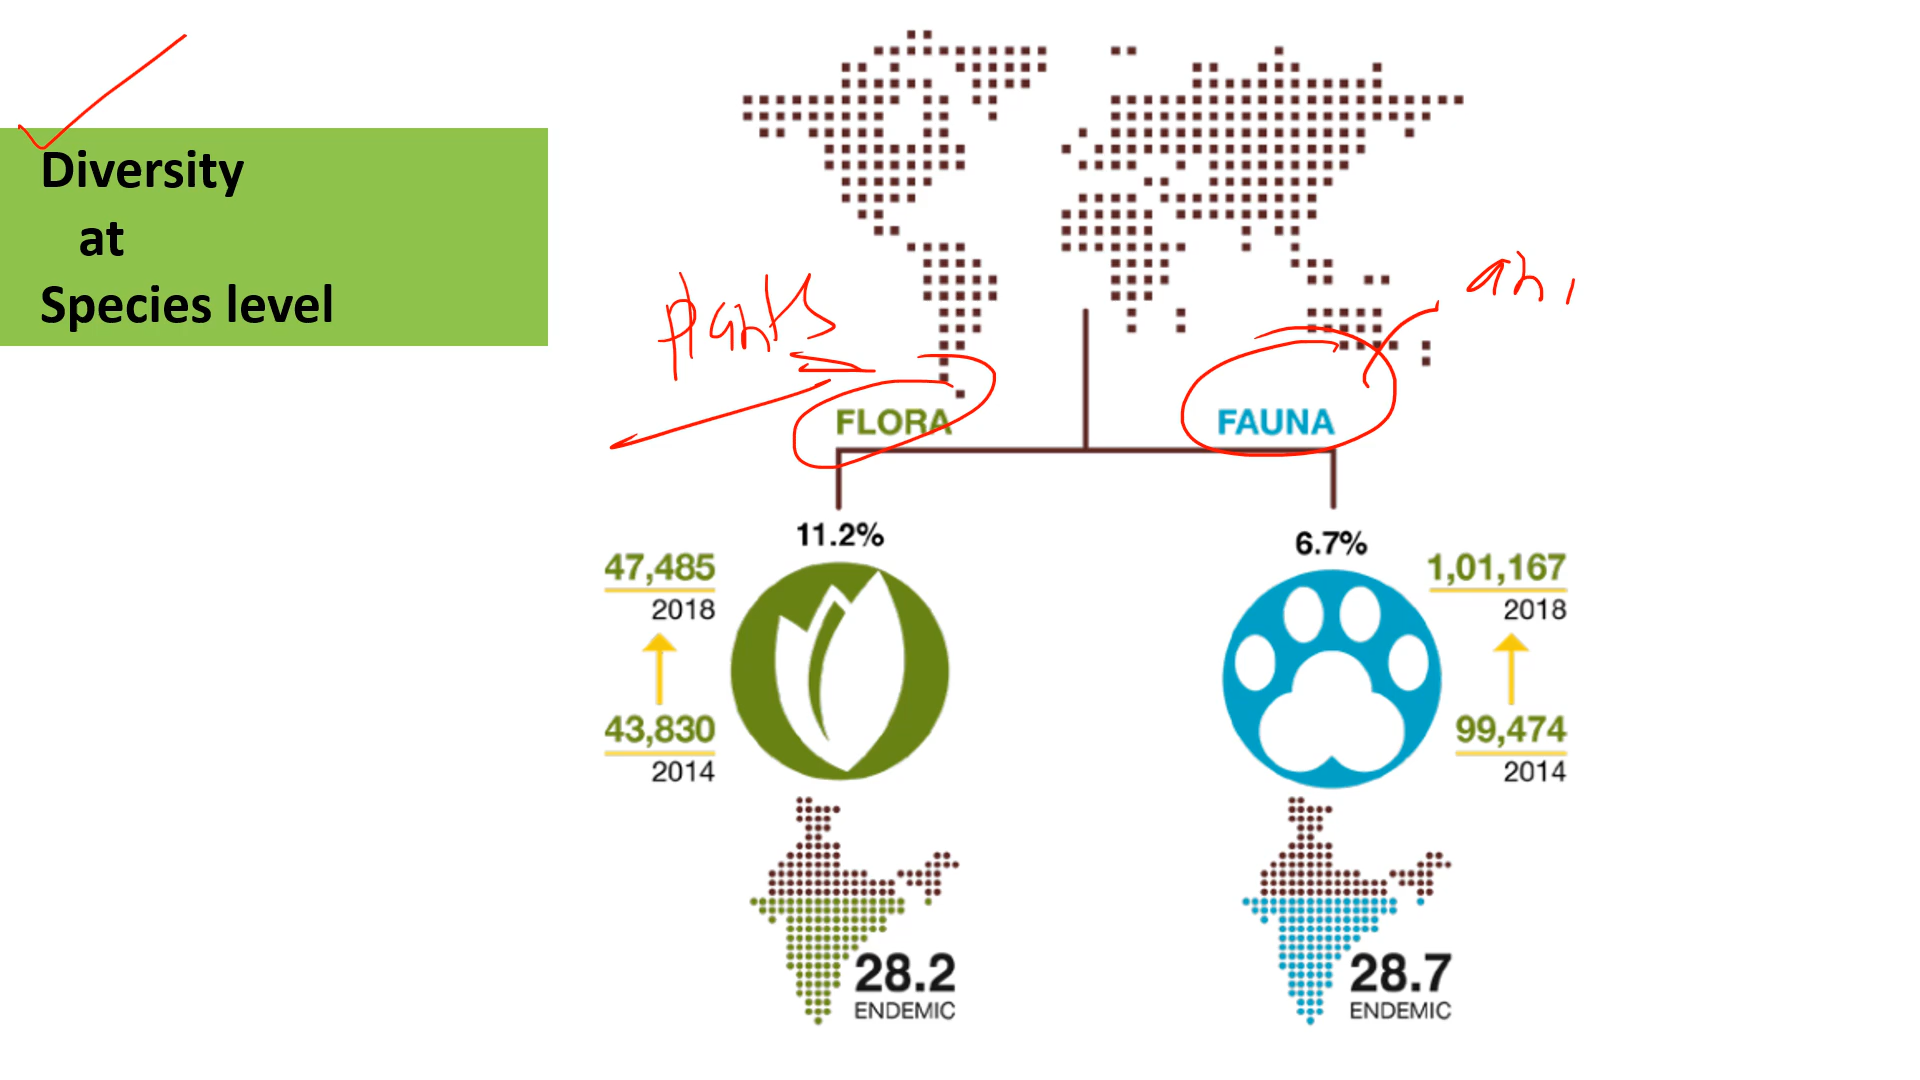 Diversity
at
Species level
plants
ani
FLORA
FAUNA
11.2%
6.7%
47,485
2018
43,830
2014
1,01,167
2018
99,474
2014
28.2
ENDEMIC
28.7
ENDEMIC